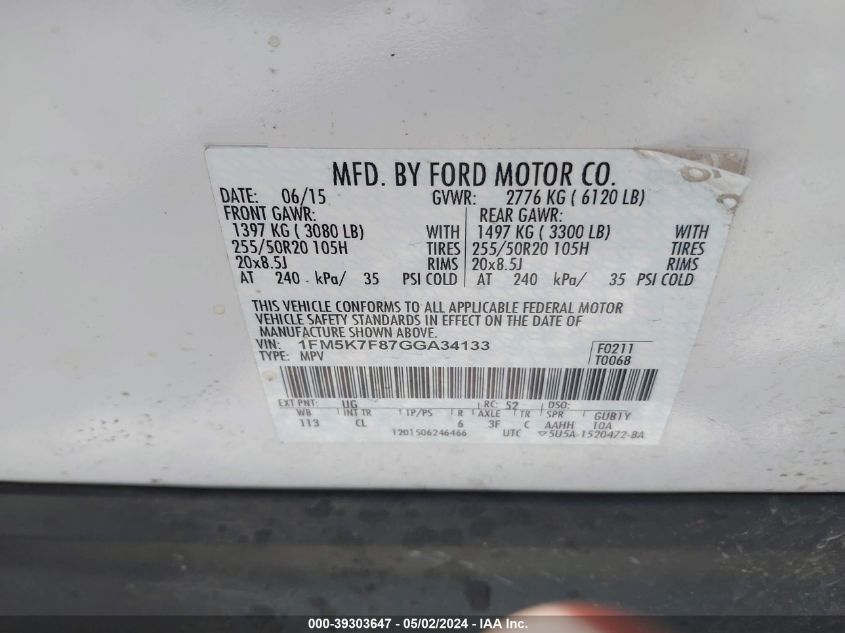 MFD. BY FORD MOTOR CO.
DATE: 06/15 GVWR: 2776 KG ( 6120 LB)
FRONT GAWR: REAR GAWR:
1397 KG ( 3080 LB) WITH 1497 KG ( 3300 LB) WITH
255/50R20 105H TIRES 255/50R20 105H TIRES
20x8.5J RIMS 20x8.5J RIMS
AT 240 kPa/ 35 PSI COLD AT 240 kPa/ 35 PSI COLD
THIS VEHICLE CONFORMS TO ALL APPLICABLE FEDERAL MOTOR
VEHICLE SAFETY STANDARDS IN EFFECT ON THE DATE OF
MANUFACTURE SHOWN ABOVE.
VIN: 1FM5K7F87GGA34133 F0211
TYPE: MPV T0068
EXT PNT: UG RC: 52 DSO:
WB INT TR TP/PS R AXLE TR SPR GUB1Y
113 CL 6 3F C AAHH 10A
1201506246466 UTC ▽5U5A-1520472-BA
000-39303647 - 05/02/2024 - IAA Inc.